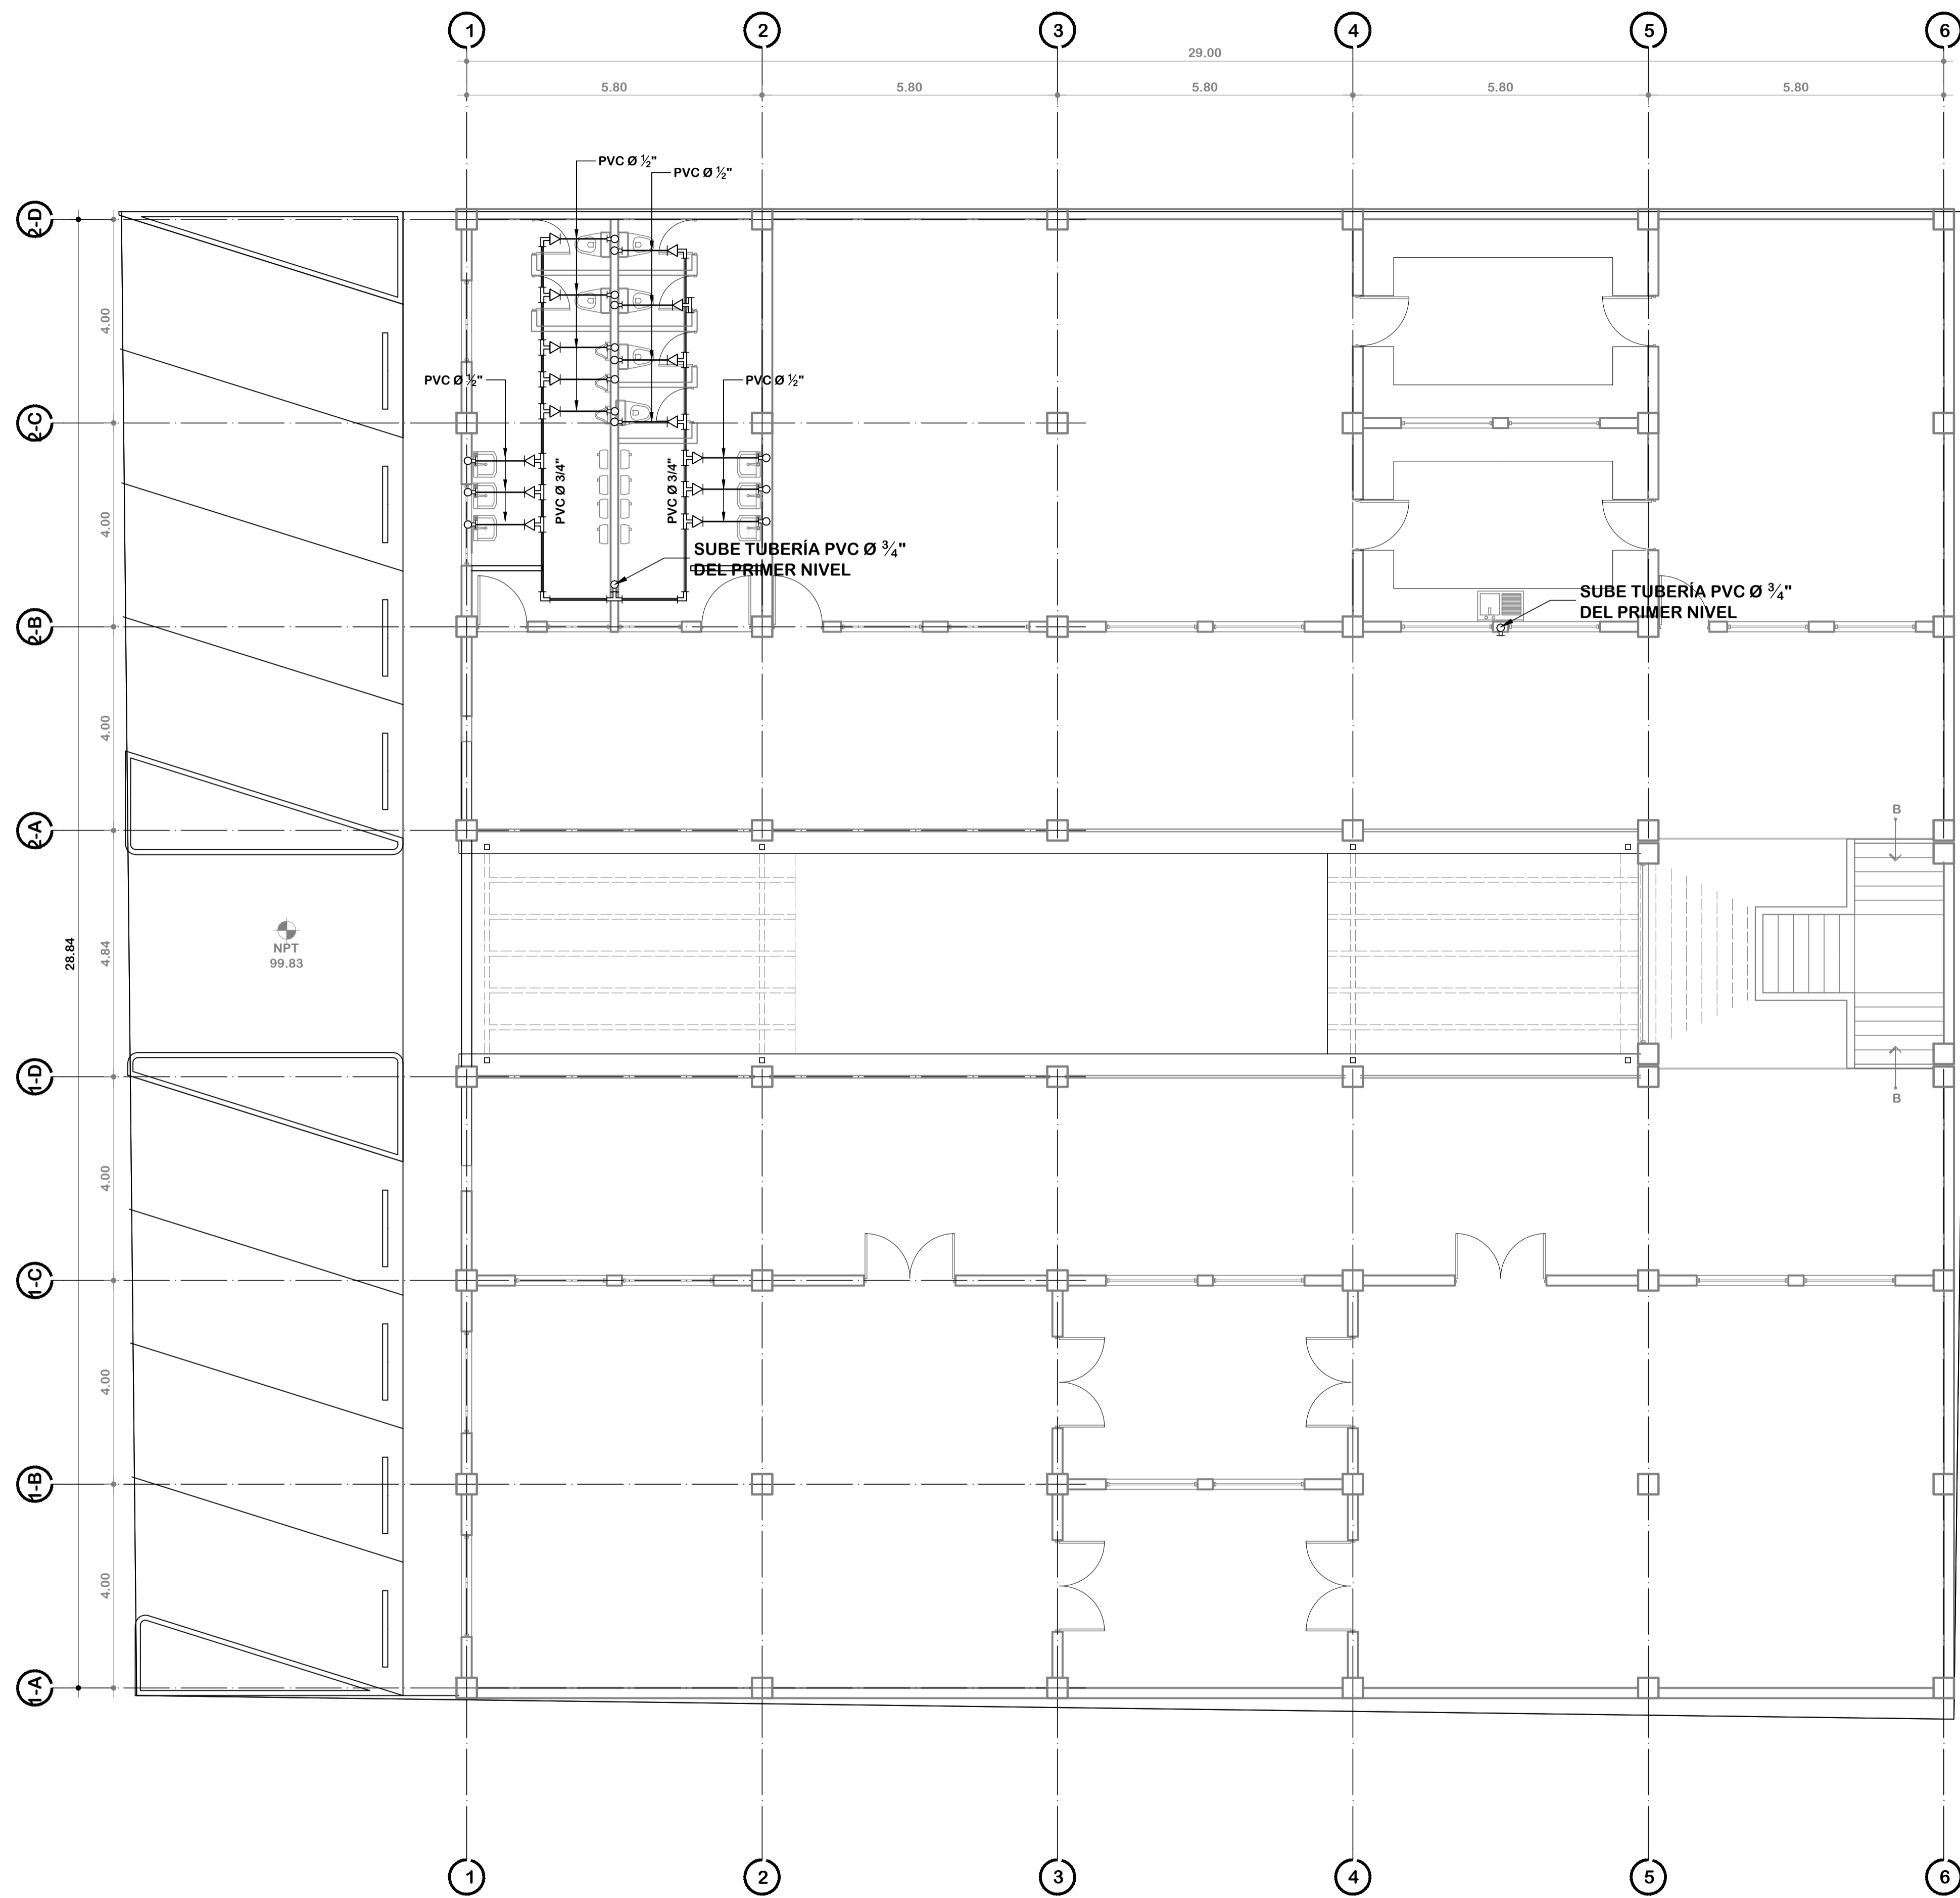 1 2 3 4 5 6
29.00
5.80 5.80 5.80 5.80 5.80
PVC Ø ½"
PVC Ø ½"
2-D
4.00
PVC Ø ½"
PVC Ø ½"
2-C
PVC Ø 3/4"
PVC Ø 3/4"
4.00
SUBE TUBERÍA PVC Ø ¾"
DEL PRIMER NIVEL
SUBE TUBERÍA PVC Ø ¾"
DEL PRIMER NIVEL
2-B
4.00
B
2-A
28.84
4.84
NPT
99.83
1-D
B
4.00
1-C
4.00
1-B
4.00
1-A
1 2 3 4 5 6